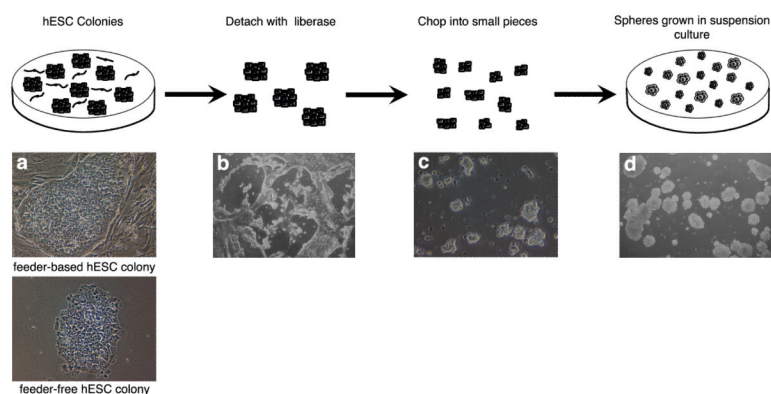 hESC Colonies
Detach with liberase
Chop into small pieces
Spheres grown in suspension
culture
a
b
c
d
feeder-based hESC colony
feeder-free hESC colony